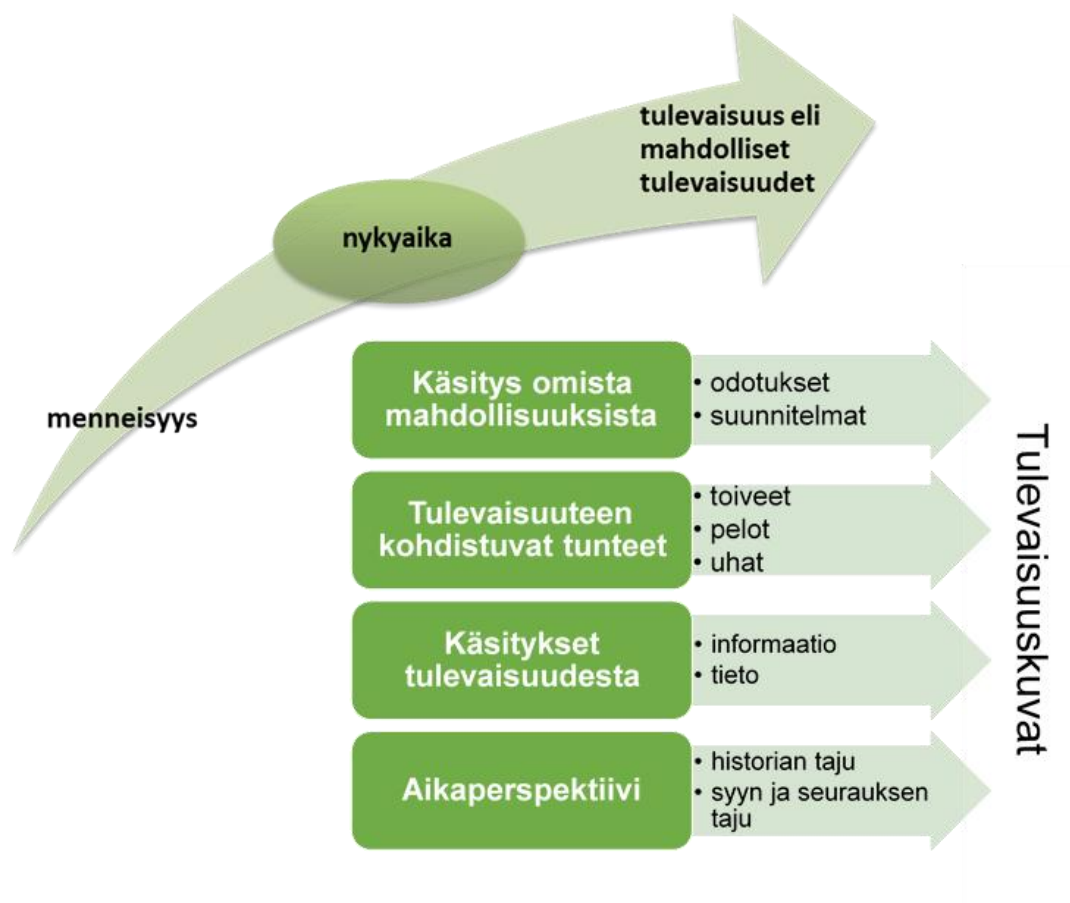 tulevaisuus eli
mahdolliset
tulevaisuudet
nykyaika
menneisyys
Käsitys omista
mahdollisuuksista
• odotukset
• suunnitelmat
Tulevaisuuteen
kohdistuvat tunteet
• toiveet
• pelot
• uhat
Käsitykset
tulevaisuudesta
• informaatio
• tieto
Aikaperspektiivi
• historian taju
• syyn ja seurauksen
taju
Tulevaisuuskuvat